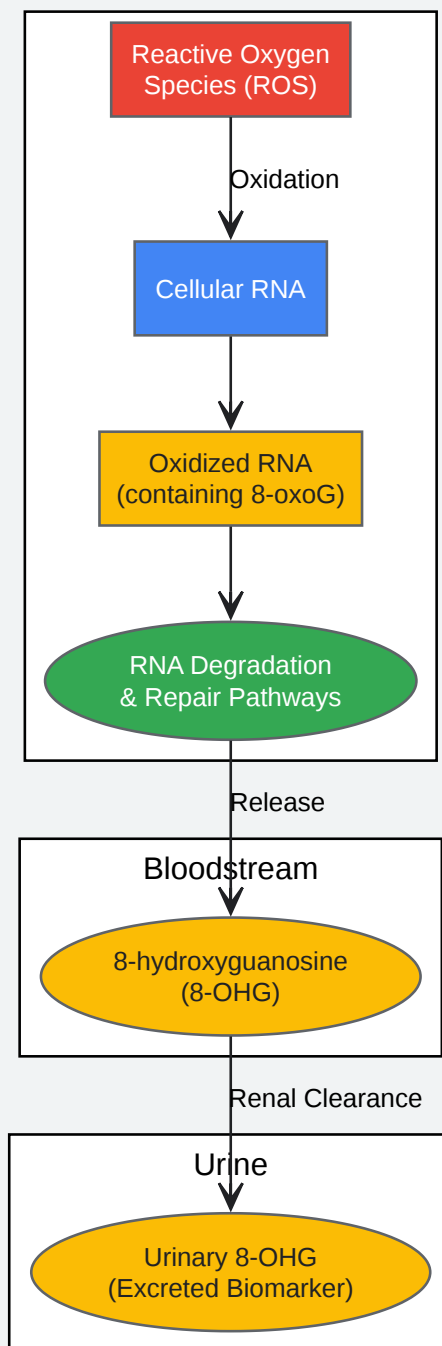 Reactive Oxygen
Species (ROS)
Oxidation
Cellular RNA
Oxidized RNA
(containing 8-oxoG)
RNA Degradation
& Repair Pathways
Release
Bloodstream
8-hydroxyguanosine
(8-OHG)
Renal Clearance
Urine
Urinary 8-OHG
(Excreted Biomarker)